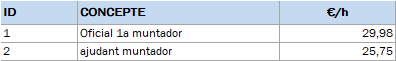 ID CONCEPTE €/h
1 Oficial 1a muntador 29,98
2 ajudant muntador 25,75